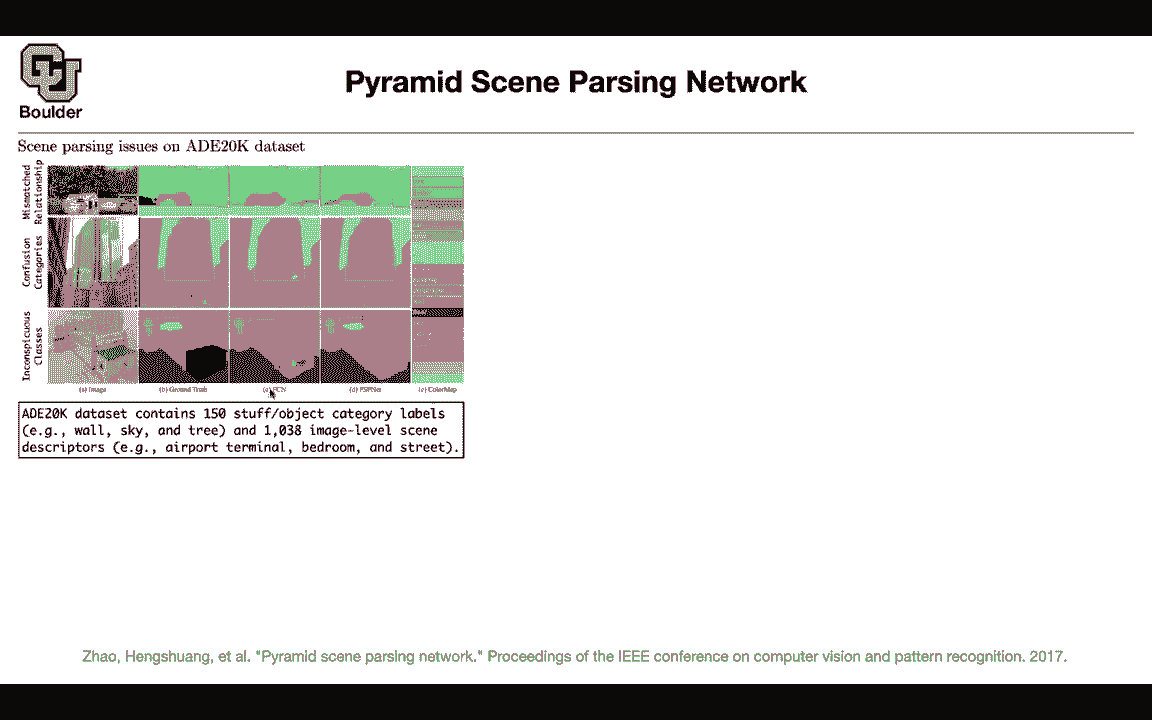 Boulder
Pyramid Scene Parsing Network
Scene parsing issues on ADE20K dataset
Mismatched
Relationship
Confusion
Categories
Inconspicuous
Classes
(a) Image (b) Ground Truth (c) FCN (d) PSPNet (e) ColorMap
ADE20K dataset contains 150 stuff/object category labels
(e.g., wall, sky, and tree) and 1,038 image-level scene
descriptors (e.g., airport terminal, bedroom, and street).
Zhao, Hengshuang, et al. "Pyramid scene parsing network." Proceedings of the IEEE conference on computer vision and pattern recognition. 2017.